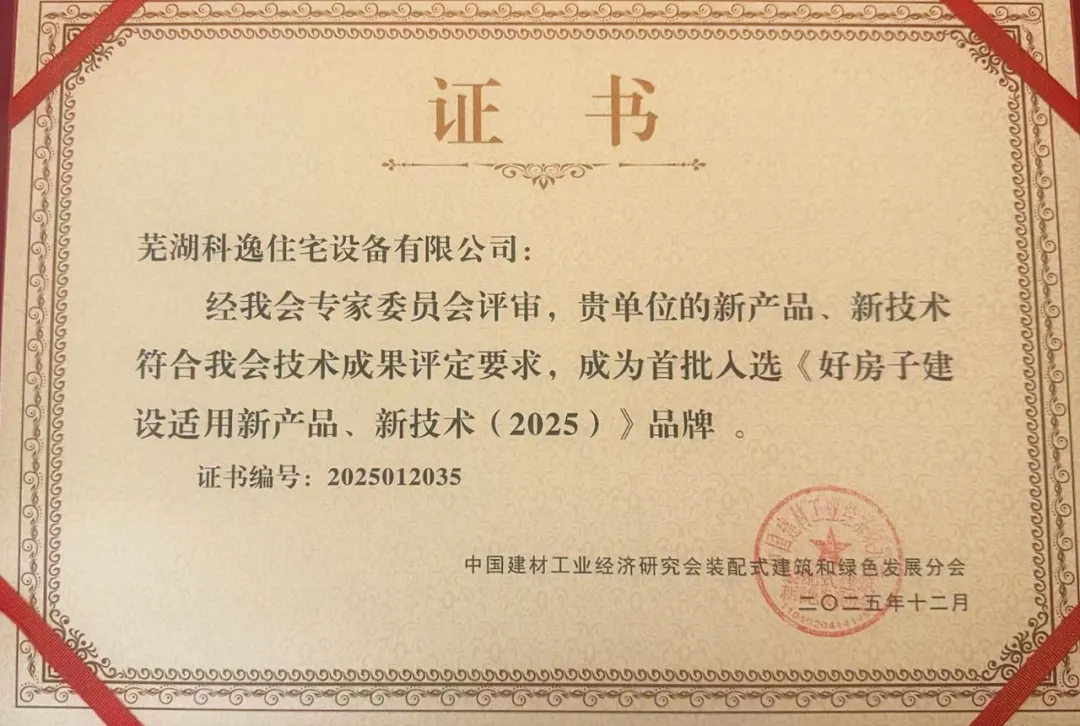 证书
芜湖科逸住宅设备有限公司：
经我会专家委员会评审，贵单位的新产品、新技术
符合我会技术成果评定要求，成为首批入选《好房子建
设适用新产品、新技术（2025）》品牌 。
证书编号：2025012035
中国建材工业经济研究会装配式建筑和绿色发展分会
二〇二五年十二月